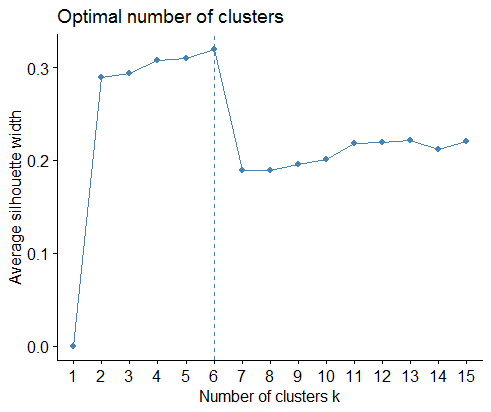 Optimal number of clusters
Average silhouette width
0.3
0.2
0.1
0.0
1 2 3 4 5 6 7 8 9 10 11 12 13 14 15
Number of clusters k